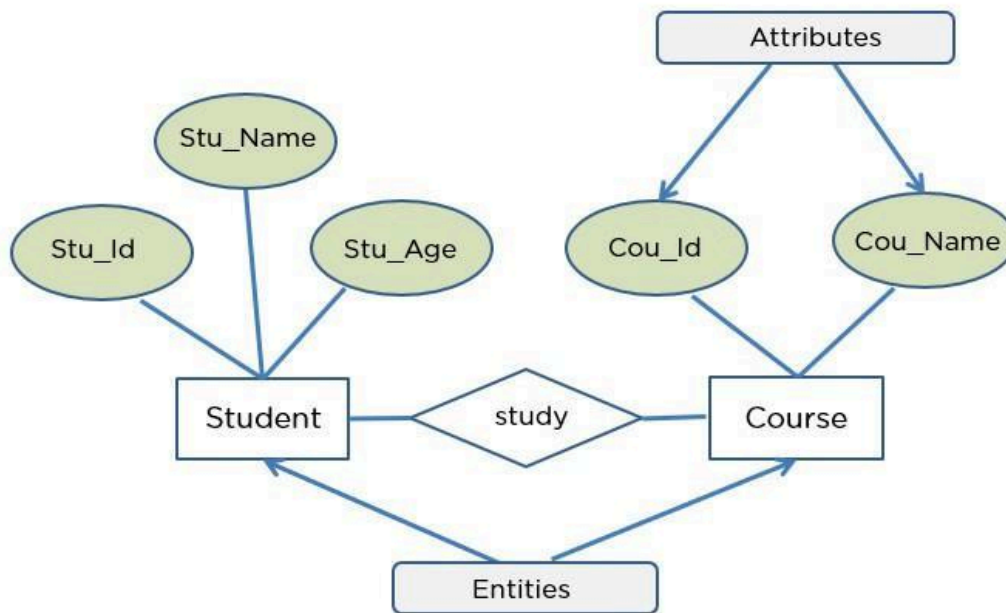 Attributes
Stu_Name
Stu_Id
Stu_Age
Cou_Id
Cou_Name
Student
study
Course
Entities